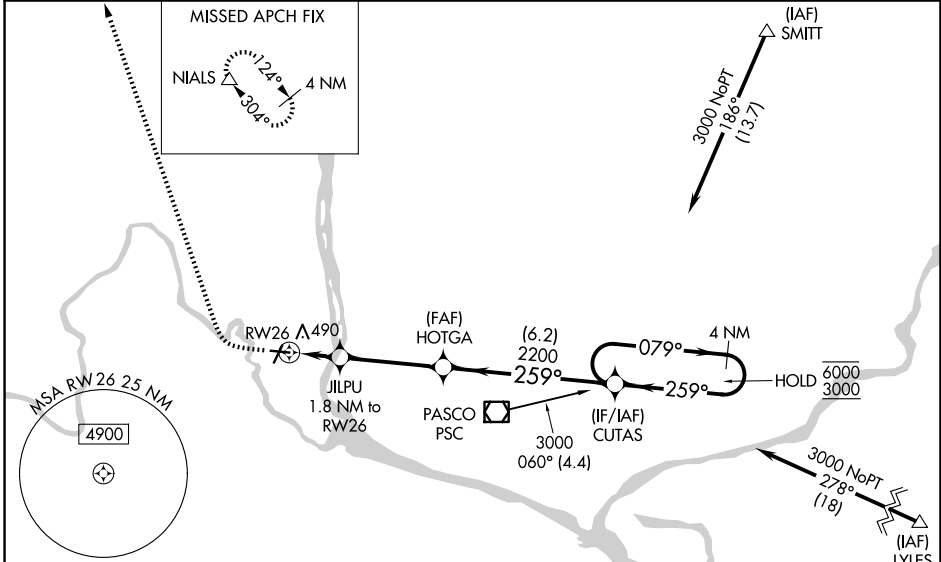 MISSED APCH FIX
NIALS
124°
4 NM
304°
(IAF)
SMITT
3000 NoPT
186°
(13.7)
RW26
490
(FAF)
HOTGA
(6.2)
2200
259°
4 NM
079°
259°
HOLD
6000
3000
JILPU
1.8 NM to
RW26
PASCO
PSC
(IF/IAF)
CUTAS
3000
060° (4.4)
MSA RW26 25 NM
4900
3000 NoPT
278°
(18)
(IAF)
LYLES